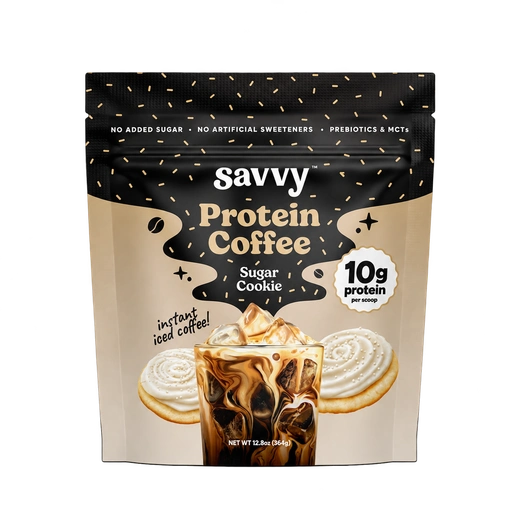 NO ADDED SUGAR • NO ARTIFICIAL SWEETENERS • PREBIOTICS & MCTs
savvy™
Protein
Coffee
Sugar
Cookie
10g
protein
per scoop
instant
iced coffee!
NET WT 12.8oz (364g)